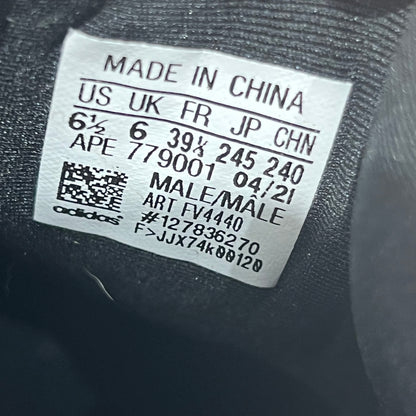 MADE IN CHINA
US UK FR JP CHN
6½ 6 39⅓ 245 240
APE 779001 04/21
MALE/MÂLE
ART FV4440
#127836270
F>JJX74K00120
adidas